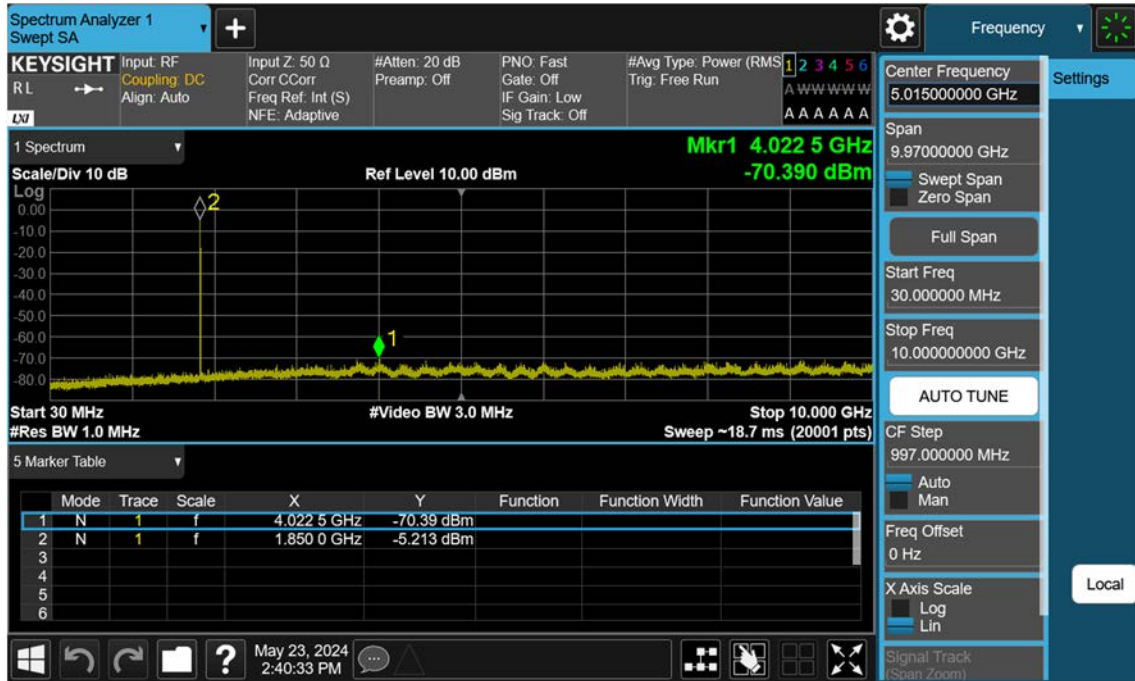 Spectrum Analyzer 1
Swept SA
Frequency
KEYSIGHT
R L
LXI
Input: RF
Coupling: DC
Align: Auto
Input Z: 50 Ω
Corr CCorr
Freq Ref: Int (S)
NFE: Adaptive
#Atten: 20 dB
Preamp: Off
PNO: Fast
Gate: Off
IF Gain: Low
Sig Track: Off
#Avg Type: Power (RMS
Trig: Free Run
1 2 3 4 5 6
A W W W W W
A A A A A A
1 Spectrum
Mkr1 4.022 5 GHz
-70.390 dBm
Scale/Div 10 dB
Ref Level 10.00 dBm
Log
0.00
-10.0
-20.0
-30.0
-40.0
-50.0
-60.0
-70.0
-80.0
2
1
Start 30 MHz
#Video BW 3.0 MHz
Stop 10.000 GHz
#Res BW 1.0 MHz
Sweep ~18.7 ms (20001 pts)
5 Marker Table
Mode Trace Scale X Y Function Function Width Function Value
1 N 1 f 4.022 5 GHz -70.39 dBm
2 N 1 f 1.850 0 GHz -5.213 dBm
3
4
5
6
May 23, 2024
2:40:33 PM
Center Frequency
5.015000000 GHz
Settings
Span
9.97000000 GHz
Swept Span
Zero Span
Full Span
Start Freq
30.000000 MHz
Stop Freq
10.000000000 GHz
AUTO TUNE
CF Step
997.000000 MHz
Auto
Man
Freq Offset
0 Hz
X Axis Scale
Log
Lin
Local
Signal Track
(Span Zoom)